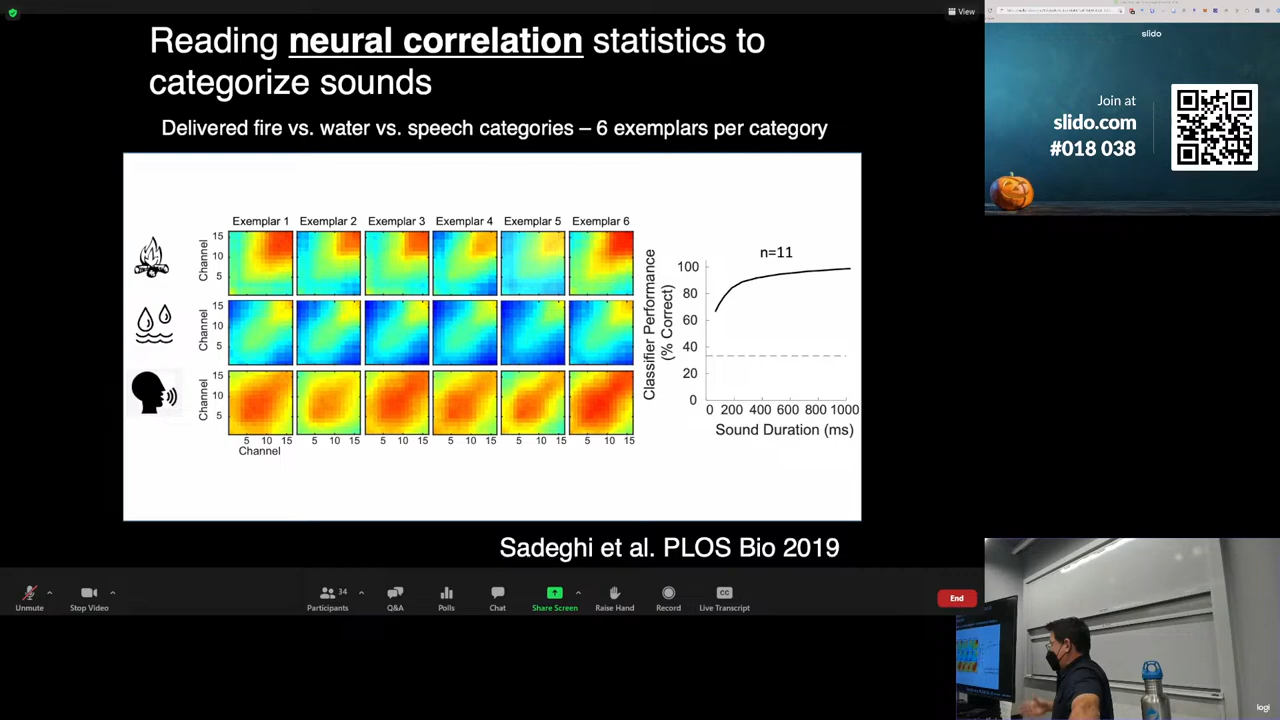 View
Reading neural correlation statistics to
categorize sounds
Delivered fire vs. water vs. speech categories – 6 exemplars per category
Exemplar 1 Exemplar 2 Exemplar 3 Exemplar 4 Exemplar 5 Exemplar 6
Channel
15
10
5
Channel
15
10
5
Channel
15
10
5
5 10 15 5 10 15 5 10 15 5 10 15 5 10 15 5 10 15
Channel
n=11
Classifier Performance
(% Correct)
100
80
60
40
20
0
0 200 400 600 800 1000
Sound Duration (ms)
Sadeghi et al. PLOS Bio 2019
slido
Join at
slido.com
#018 038
Unmute
Stop Video
34
Participants
Q&A
Polls
Chat
Share Screen
Raise Hand
Record
CC
Live Transcript
End
logi